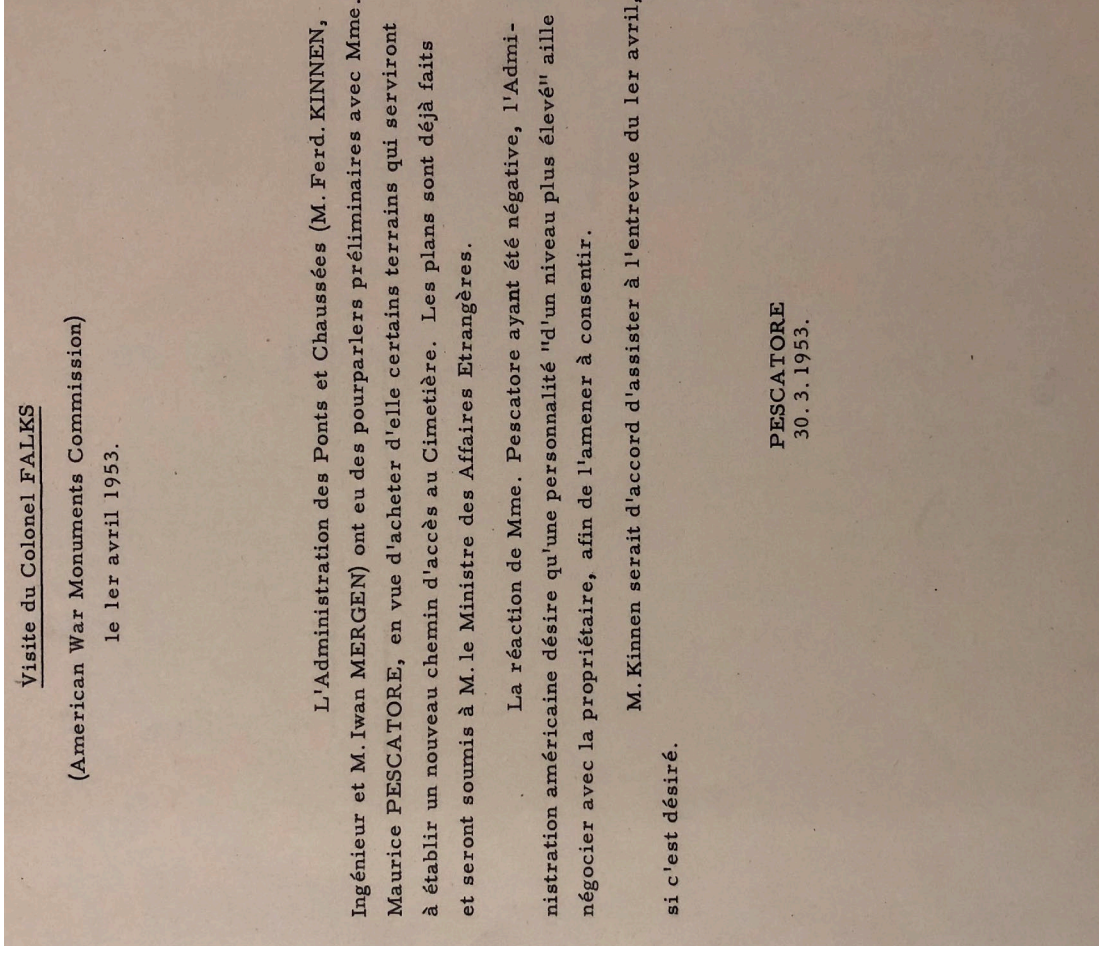 Visite du Colonel FALKS
(American War Monuments Commission)
le 1er avril 1953.
L'Administration des Ponts et Chaussées (M. Ferd. KINNEN,
Ingénieur et M. Iwan MERGEN) ont eu des pourparlers préliminaires avec Mme.
Maurice PESCATORE, en vue d'acheter d'elle certains terrains qui serviront
à établir un nouveau chemin d'accès au Cimetière. Les plans sont déjà faits
et seront soumis à M. le Ministre des Affaires Etrangères.
La réaction de Mme. Pescatore ayant été négative, l'Admi-
nistration américaine désire qu'une personnalité "d'un niveau plus élevé" aille
négocier avec la propriétaire, afin de l'amener à consentir.
M. Kinnen serait d'accord d'assister à l'entrevue du 1er avril,
si c'est désiré.
PESCATORE
30. 3. 1953.